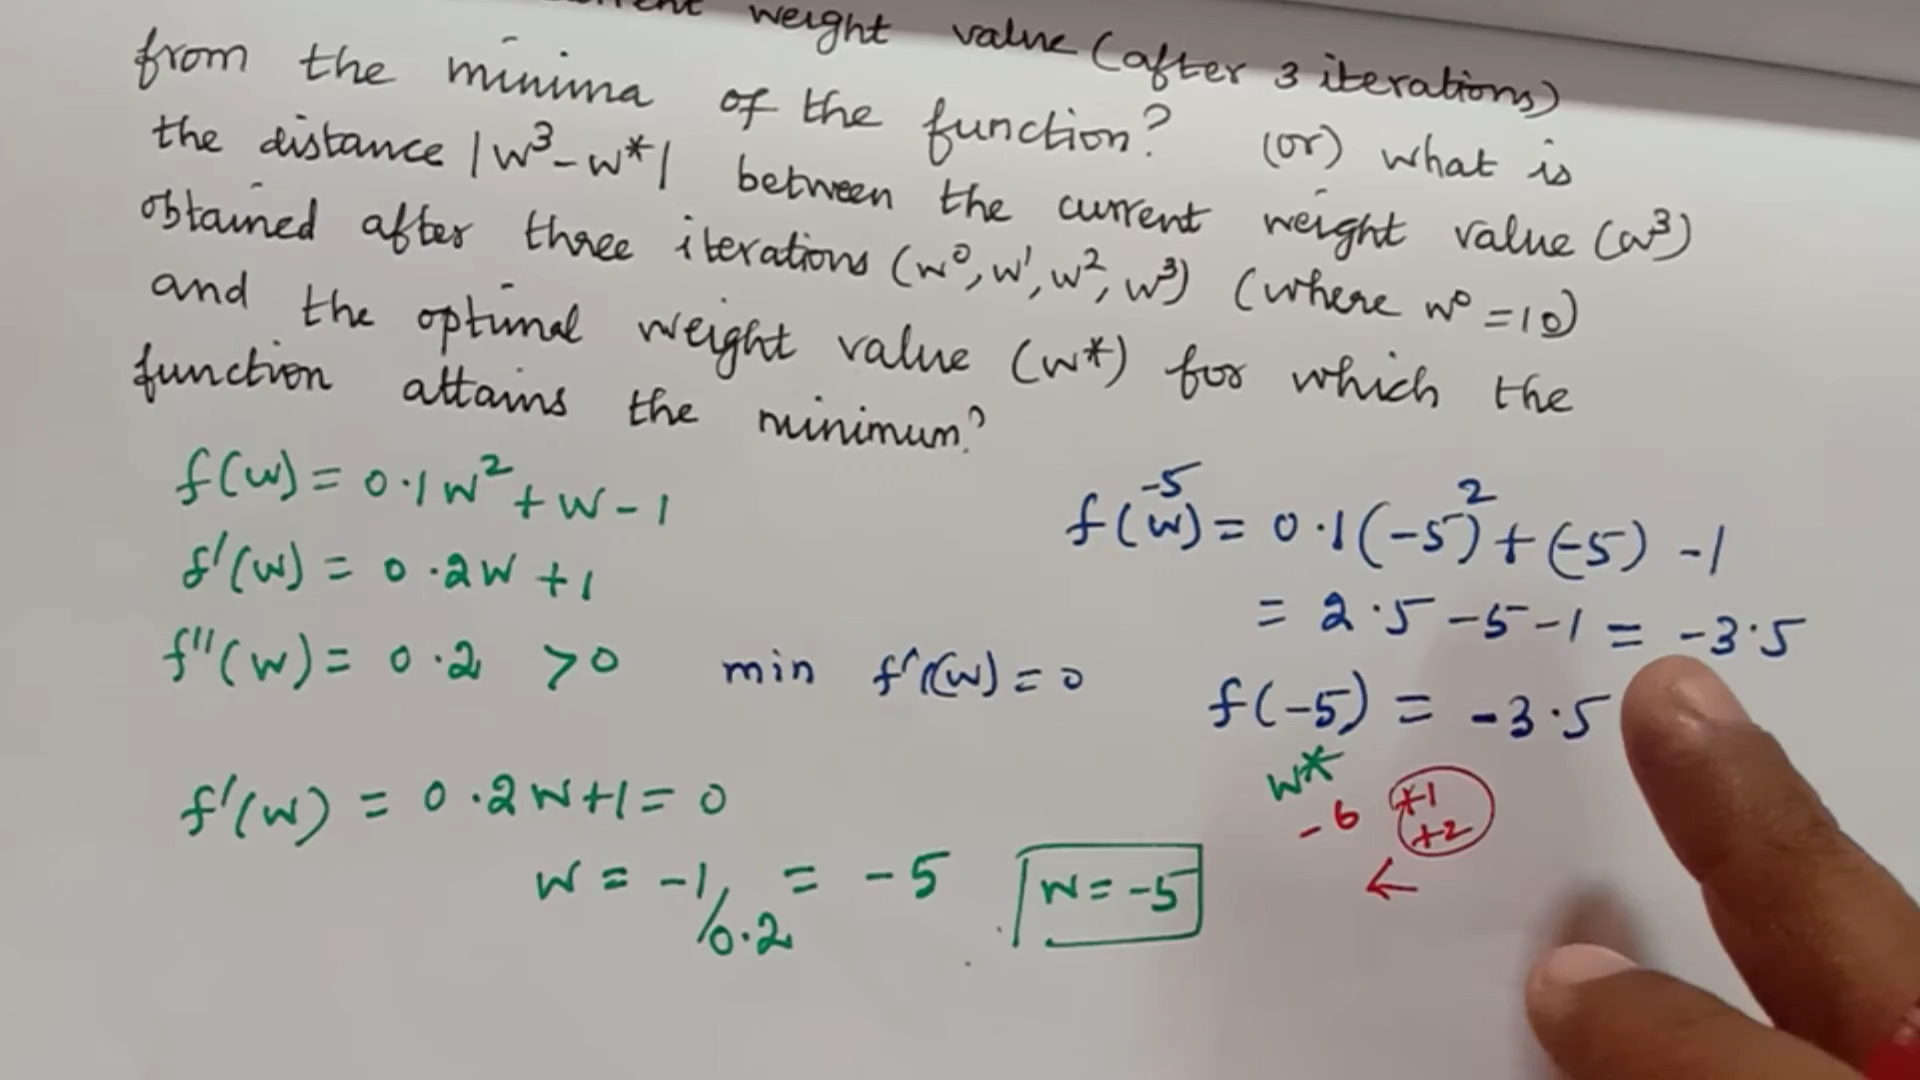 weight value (after 3 iterations)
from the minima of the function? (or) what is
the distance |w³-w*| between the current weight value (w³)
obtained after three iterations (w⁰, w¹, w², w³) (where w⁰ = 10)
and the optimal weight value (w*) for which the
function attains the minimum?
f(w) = 0.1w² + w - 1
f'(w) = 0.2w + 1
f''(w) = 0.2 > 0 min f'(w) = 0
f'(w) = 0.2w + 1 = 0
w = -1/0.2 = -5
w = -5
-5
f(w) = 0.1(-5)² + (-5) - 1
= 2.5 - 5 - 1 = -3.5
f(-5) = -3.5
w*
-6 +1
+2
←